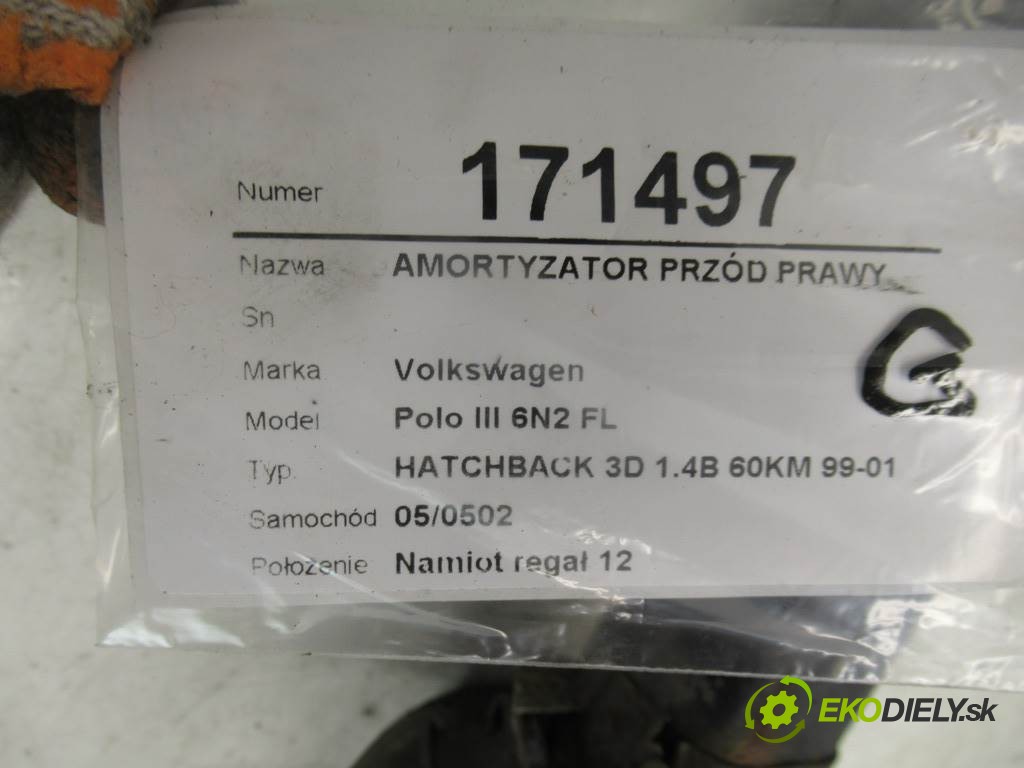 Numer 171497
Nazwa AMORTYZATOR PRZÓD PRAWY
Sn
G
Marka Volkswagen
Model Polo III 6N2 FL
Typ. HATCHBACK 3D 1.4B 60KM 99-01
Samochód 05/0502
Położenie Namiot regał 12
EKODIELY.sk